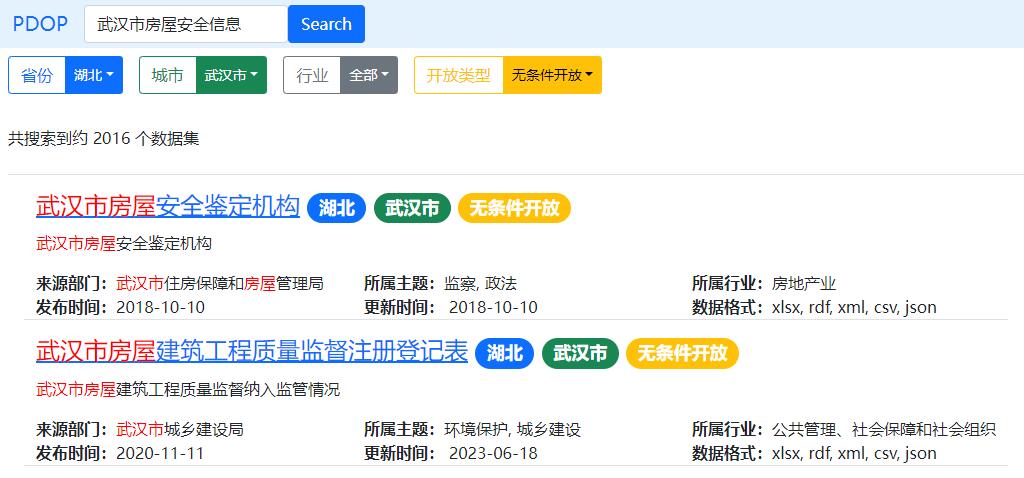 PDOP 武汉市房屋安全信息 Search
省份 湖北 城市 武汉市 行业 全部 开放类型 无条件开放
共搜索到约 2016 个数据集
武汉市房屋安全鉴定机构 湖北 武汉市 无条件开放
武汉市房屋安全鉴定机构
来源部门：武汉市住房保障和房屋管理局 所属主题：监察, 政法 所属行业：房地产业
发布时间：2018-10-10 更新时间： 2018-10-10 数据格式：xlsx, rdf, xml, csv, json
武汉市房屋建筑工程质量监督注册登记表 湖北 武汉市 无条件开放
武汉市房屋建筑工程质量监督纳入监管情况
来源部门：武汉市城乡建设局 所属主题：环境保护, 城乡建设 所属行业：公共管理、社会保障和社会组织
发布时间：2020-11-11 更新时间： 2023-06-18 数据格式：xlsx, rdf, xml, csv, json